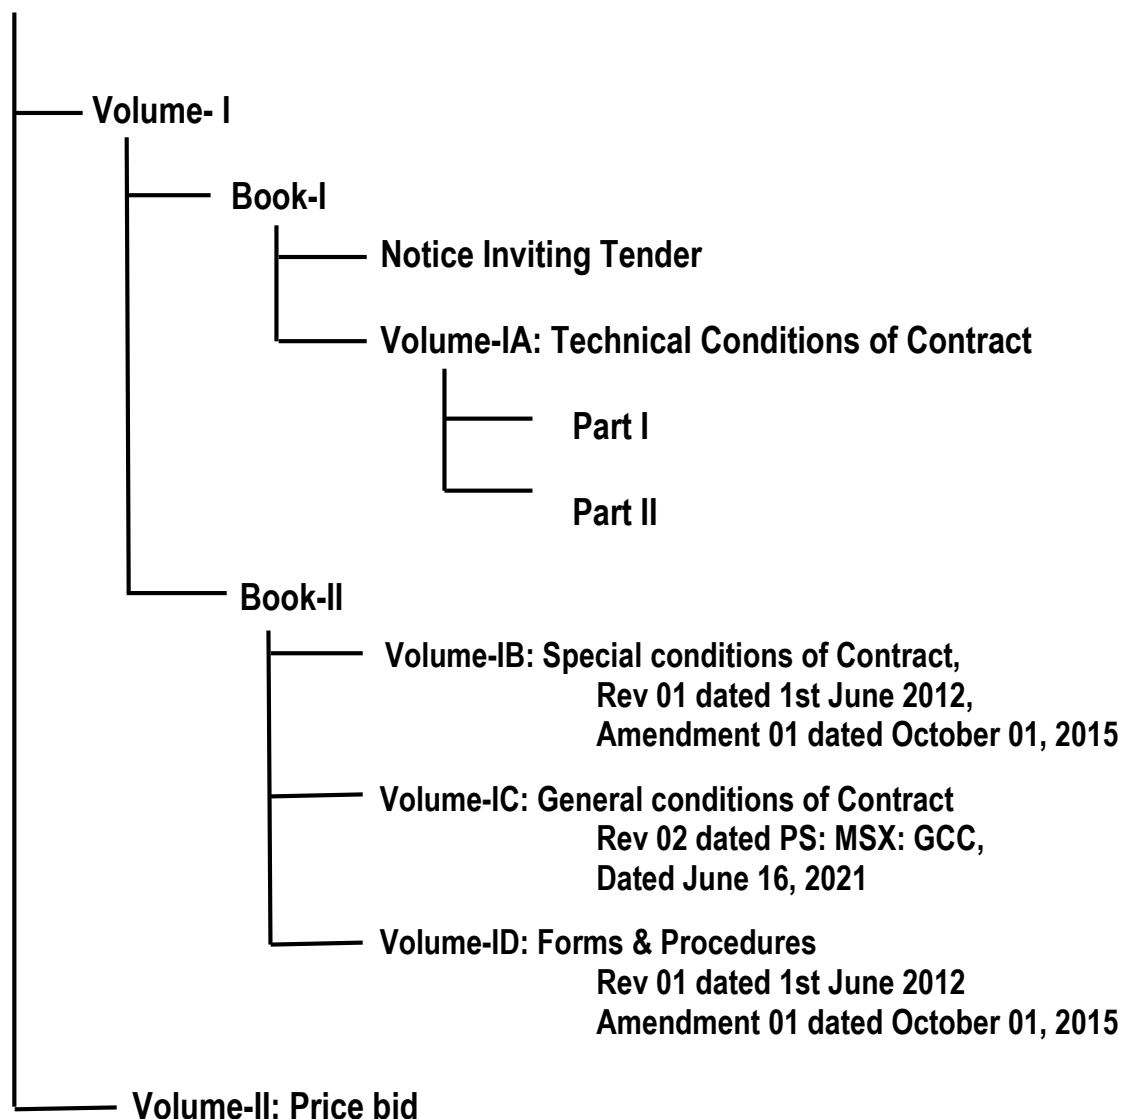 Volume- I
Book-I
Notice Inviting Tender
Volume-IA: Technical Conditions of Contract
Part I
Part II
Book-II
Volume-IB: Special conditions of Contract,
Rev 01 dated 1st June 2012,
Amendment 01 dated October 01, 2015
Volume-IC: General conditions of Contract
Rev 02 dated PS: MSX: GCC,
Dated June 16, 2021
Volume-ID: Forms & Procedures
Rev 01 dated 1st June 2012
Amendment 01 dated October 01, 2015
Volume-II: Price bid